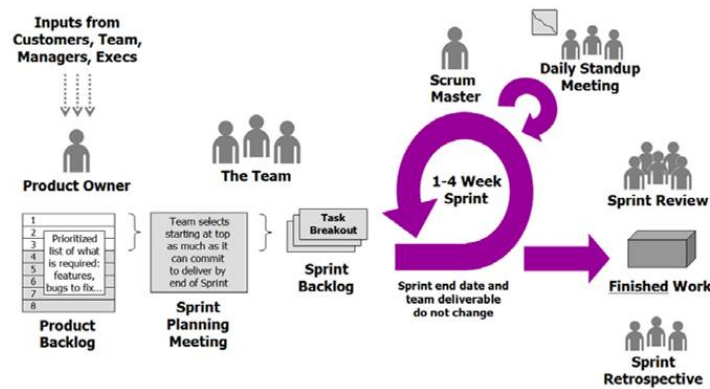 Inputs from
Customers, Team,
Managers, Execs
Product Owner
The Team
Scrum
Master
Daily Standup
Meeting
1
2
3
4
5
6
7
8
Prioritized
list of what
is required:
features,
bugs to fix...
Product
Backlog
Team selects
starting at top
as much as it
can commit
to deliver by
end of Sprint
Sprint
Planning
Meeting
Task
Breakout
Sprint
Backlog
1-4 Week
Sprint
Sprint end date and
team deliverable
do not change
Sprint Review
Finished Work
Sprint
Retrospective